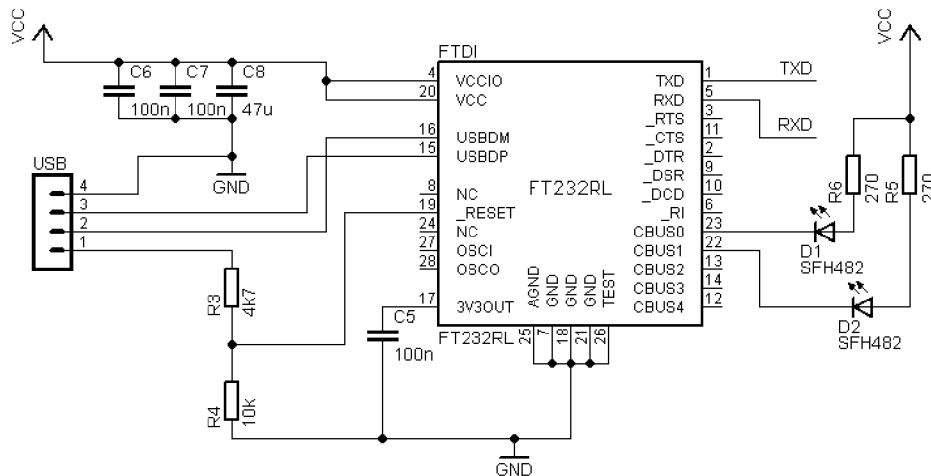 VCC
C6
C7
C8
100n
100n
47u
GND
USB
4
3
2
1
R3
4k7
R4
10k
C5
100n
FTDI
4
VCCIO
20
VCC
16
USBDM
15
USBDP
8
NC
19
_RESET
24
NC
27
OSCI
28
OSCO
17
3V3OUT
FT232RL
TXD
1
RXD
5
_RTS
3
_CTS
11
_DTR
2
_DSR
9
_DCD
10
_RI
6
CBUS0
23
CBUS1
22
CBUS2
13
CBUS3
14
CBUS4
12
AGND
GND
GND
GND
TEST
FT232RL
25
7
18
21
26
GND
TXD
RXD
VCC
R6
270
R5
270
D1
SFH482
D2
SFH482